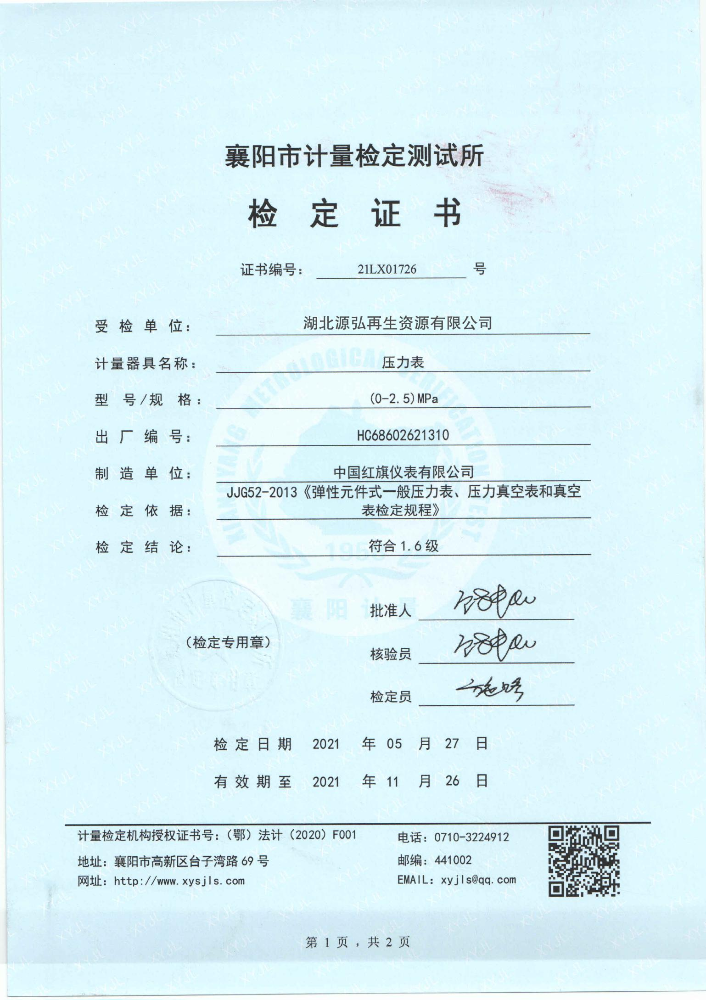 襄阳市计量检定测试所
检 定 证 书
证书编号： 21LX01726 号
受 检 单 位： 湖北源弘再生资源有限公司
计量器具名称： 压力表
型 号/规 格： (0-2.5)MPa
出 厂 编 号： HC68602621310
制 造 单 位： 中国红旗仪表有限公司
JJG52-2013《弹性元件式一般压力表、压力真空表和真空
检 定 依 据： 表检定规程》
检 定 结 论： 符合 1.6 级
XIANGYANG METROLOGICAL VERIFICATION TEST
襄阳计量
批准人
（检定专用章）
核验员
检定员
检 定 日 期 2021 年 05 月 27 日
有 效 期 至 2021 年 11 月 26 日
计量检定机构授权证书号：（鄂）法计（2020）F001
电话：0710-3224912
地址：襄阳市高新区台子湾路 69 号
邮编：441002
网址：http://www.xysjls.com
EMAIL：xyjls@qq.com
第 1 页 ，共 2 页